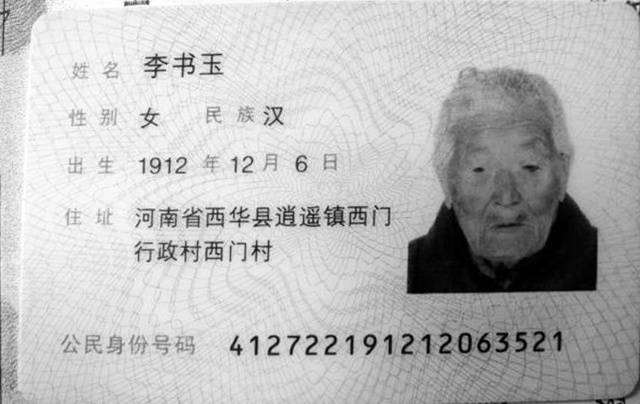 姓名 李书玉
性别 女 民族 汉
出生 1912 年 12 月 6 日
住址 河南省西华县逍遥镇西门
行政村西门村
公民身份号码 412722191212063521